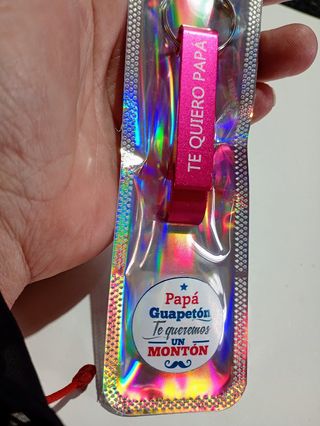 TE QUIERO PAPÁ
Papá
Guapetón
Te queremos
UN
MONTÓN